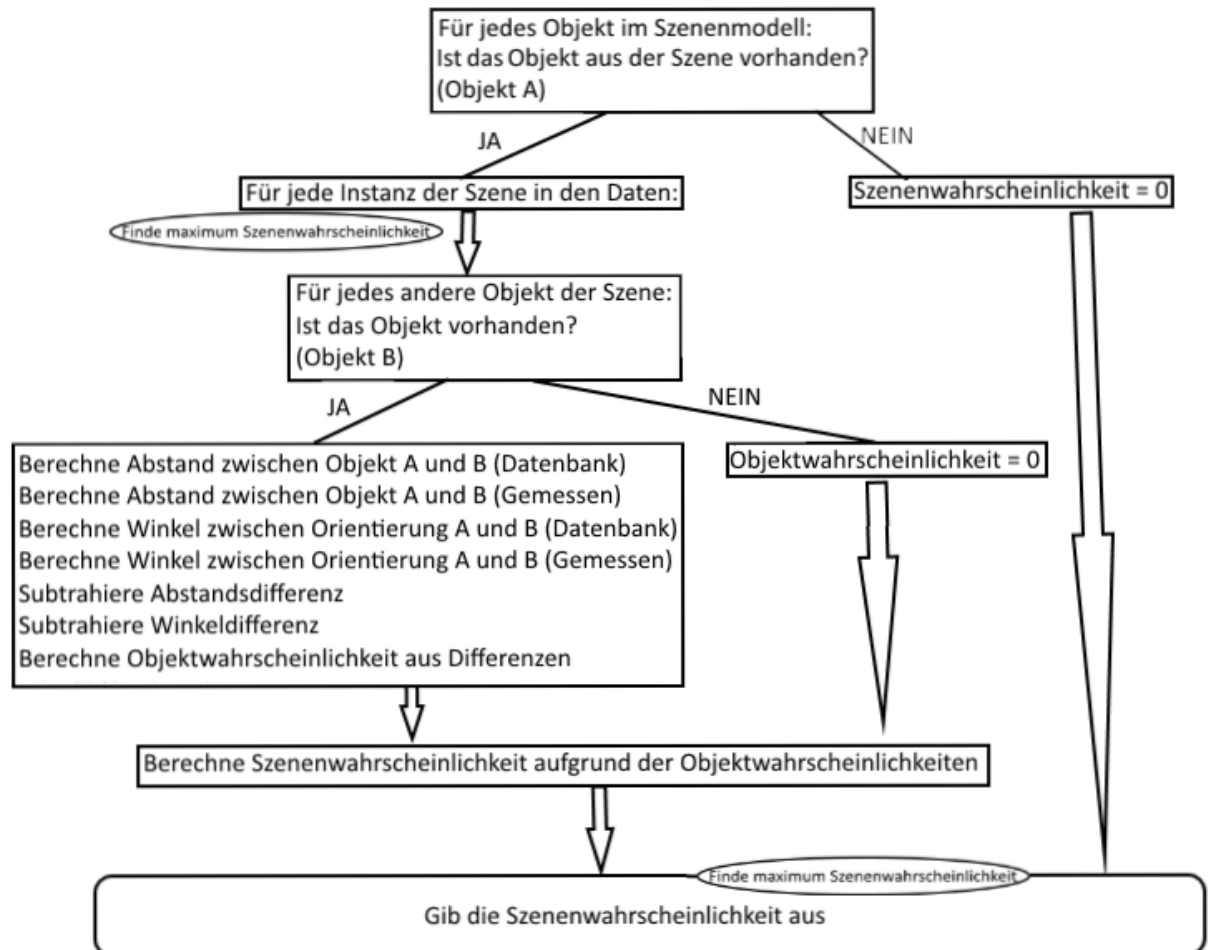 Für jedes Objekt im Szenenmodell:
Ist das Objekt aus der Szene vorhanden?
(Objekt A)
JA
NEIN
Für jede Instanz der Szene in den Daten:
Szenenwahrscheinlichkeit = 0
Finde maximum Szenenwahrscheinlichkeit
Für jedes andere Objekt der Szene:
Ist das Objekt vorhanden?
(Objekt B)
JA
NEIN
Berechne Abstand zwischen Objekt A und B (Datenbank)
Berechne Abstand zwischen Objekt A und B (Gemessen)
Berechne Winkel zwischen Orientierung A und B (Datenbank)
Berechne Winkel zwischen Orientierung A und B (Gemessen)
Subtrahiere Abstandsdifferenz
Subtrahiere Winkeldifferenz
Berechne Objektwahrscheinlichkeit aus Differenzen
Objektwahrscheinlichkeit = 0
Berechne Szenenwahrscheinlichkeit aufgrund der Objektwahrscheinlichkeiten
Finde maximum Szenenwahrscheinlichkeit
Gib die Szenenwahrscheinlichkeit aus